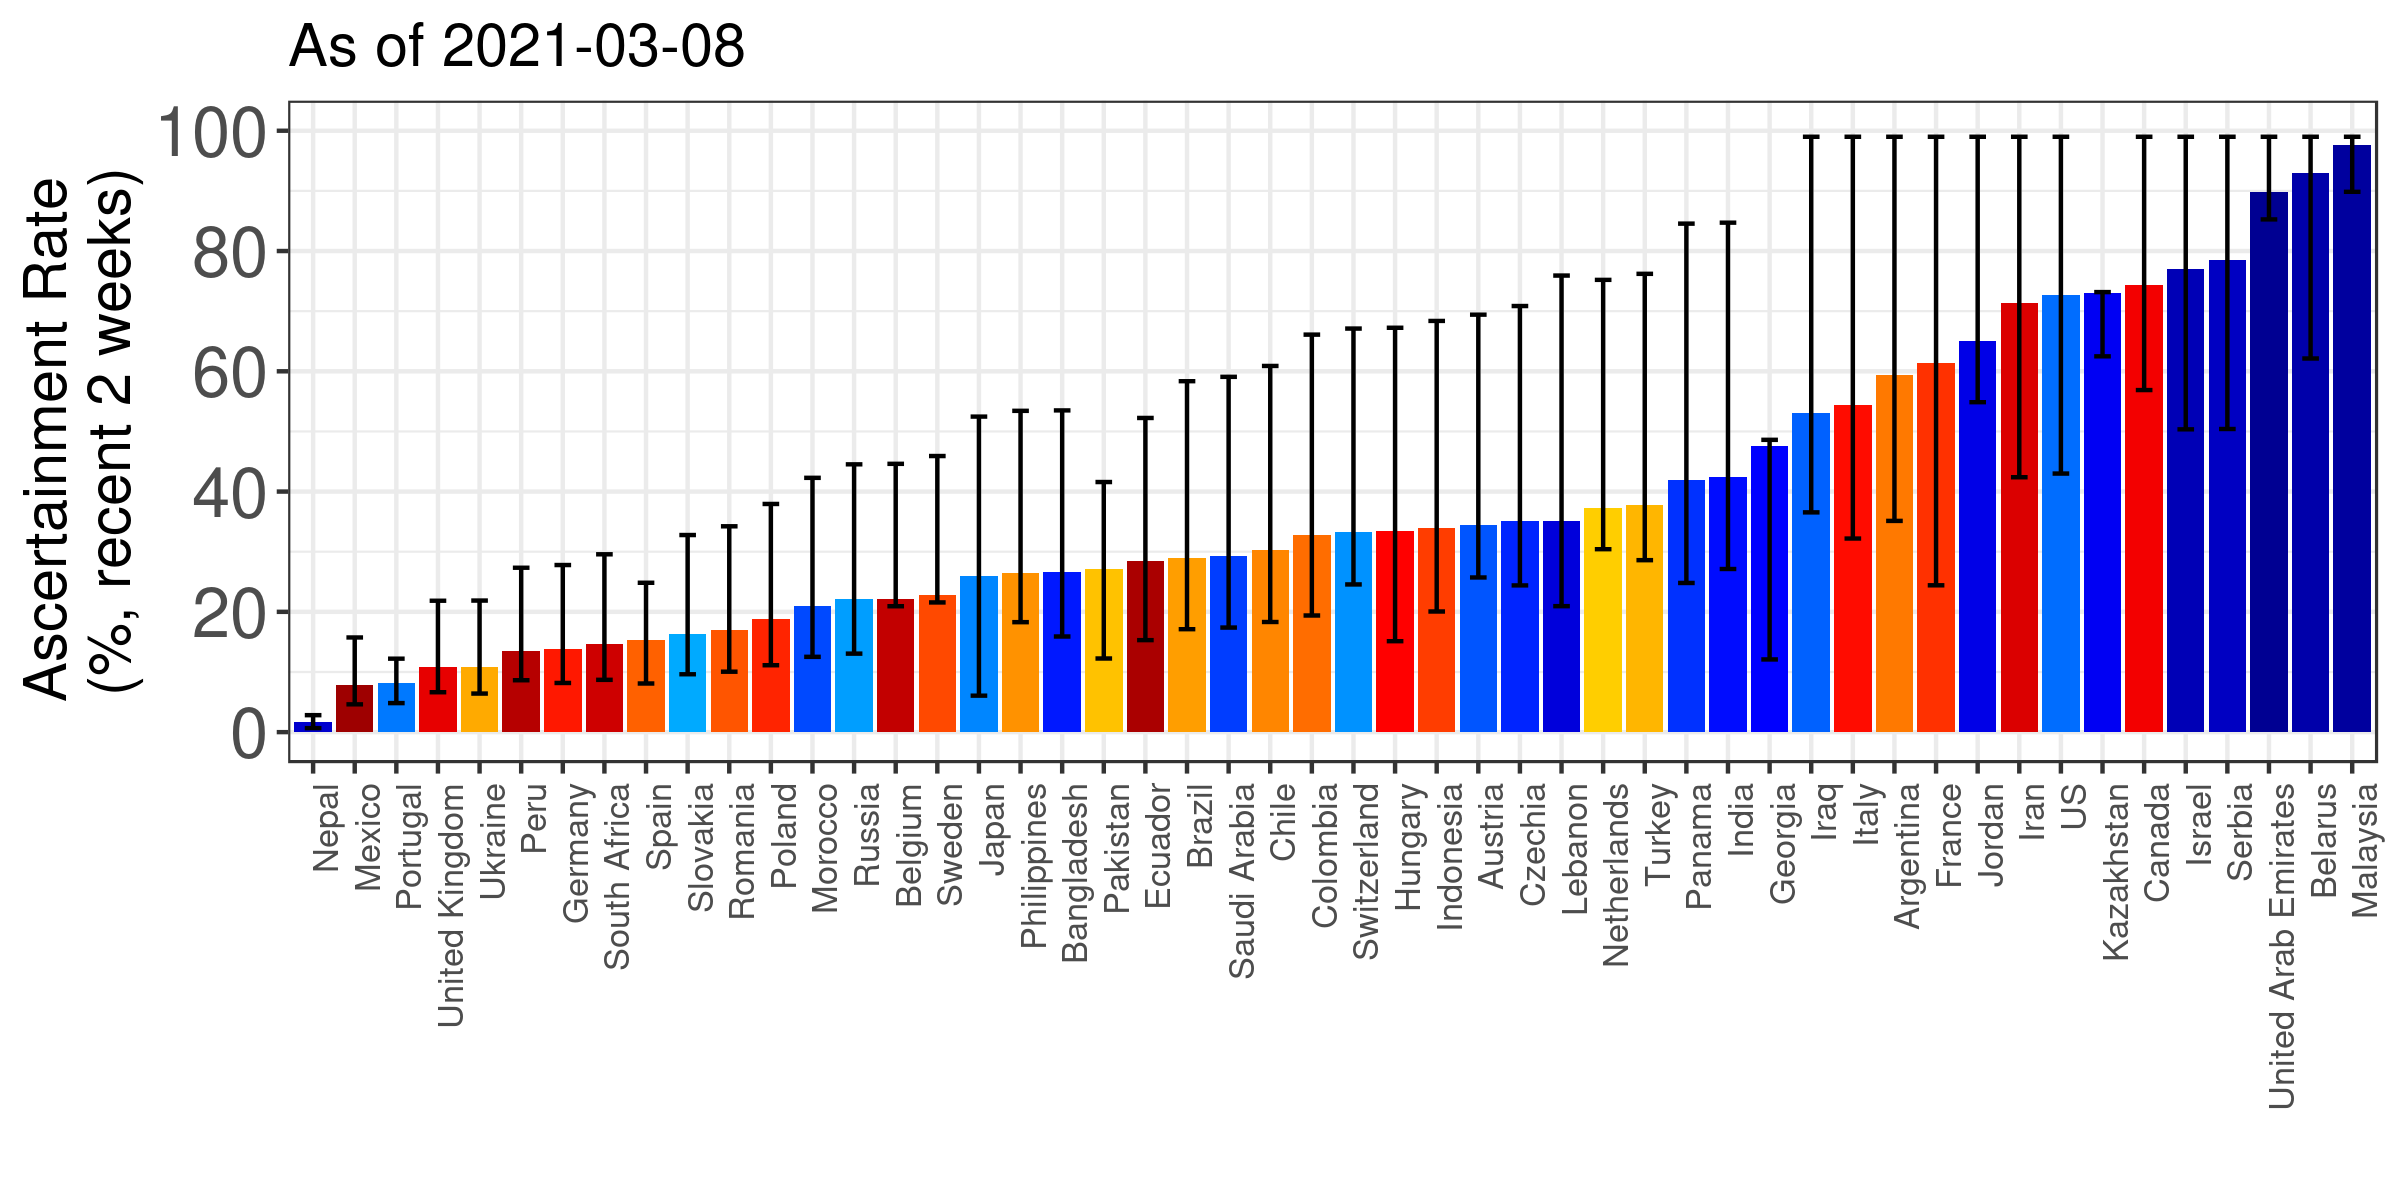 As of 2021-03-08
Ascertainment Rate
(%, recent 2 weeks)
100
80
60
40
20
0
Nepal
Mexico
Portugal
United Kingdom
Ukraine
Peru
Germany
South Africa
Spain
Slovakia
Romania
Poland
Morocco
Russia
Belgium
Sweden
Japan
Philippines
Bangladesh
Pakistan
Ecuador
Brazil
Saudi Arabia
Chile
Colombia
Switzerland
Hungary
Indonesia
Austria
Czechia
Lebanon
Netherlands
Turkey
Panama
India
Georgia
Iraq
Italy
Argentina
France
Jordan
Iran
US
Kazakhstan
Canada
Israel
Serbia
United Arab Emirates
Belarus
Malaysia